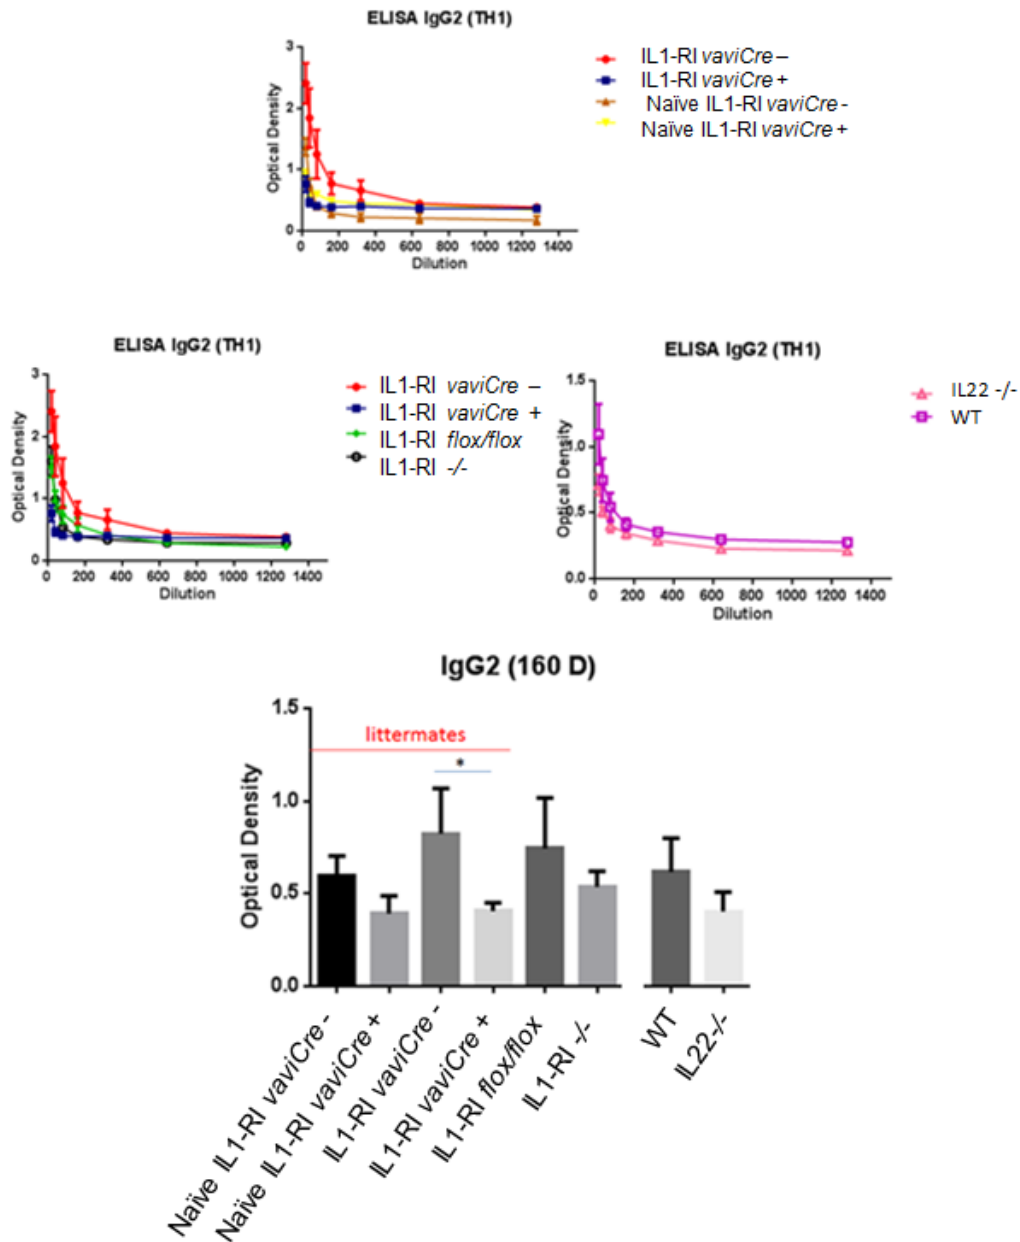 ELISA IgG2 (TH1)
3
2
1
0
Optical Density
0 200 400 600 800 1000 1200 1400
Dilution
IL1-RI vaviCre –
IL1-RI vaviCre +
Naïve IL1-RI vaviCre -
Naïve IL1-RI vaviCre +
ELISA IgG2 (TH1)
3
2
1
0
Optical Density
0 200 400 600 800 1000 1200 1400
Dilution
IL1-RI vaviCre –
IL1-RI vaviCre +
IL1-RI flox/flox
IL1-RI -/-
ELISA IgG2 (TH1)
1.5
1.0
0.5
0.0
Optical Density
0 200 400 600 800 1000 1200 1400
Dilution
IL22 -/-
WT
IgG2 (160 D)
1.5
1.0
0.5
0.0
Optical Density
littermates
*
Naïve IL1-RI vaviCre -
Naïve IL1-RI vaviCre +
IL1-RI vaviCre -
IL1-RI vaviCre +
IL1-RI flox/flox
IL1-RI -/-
WT
IL22-/-